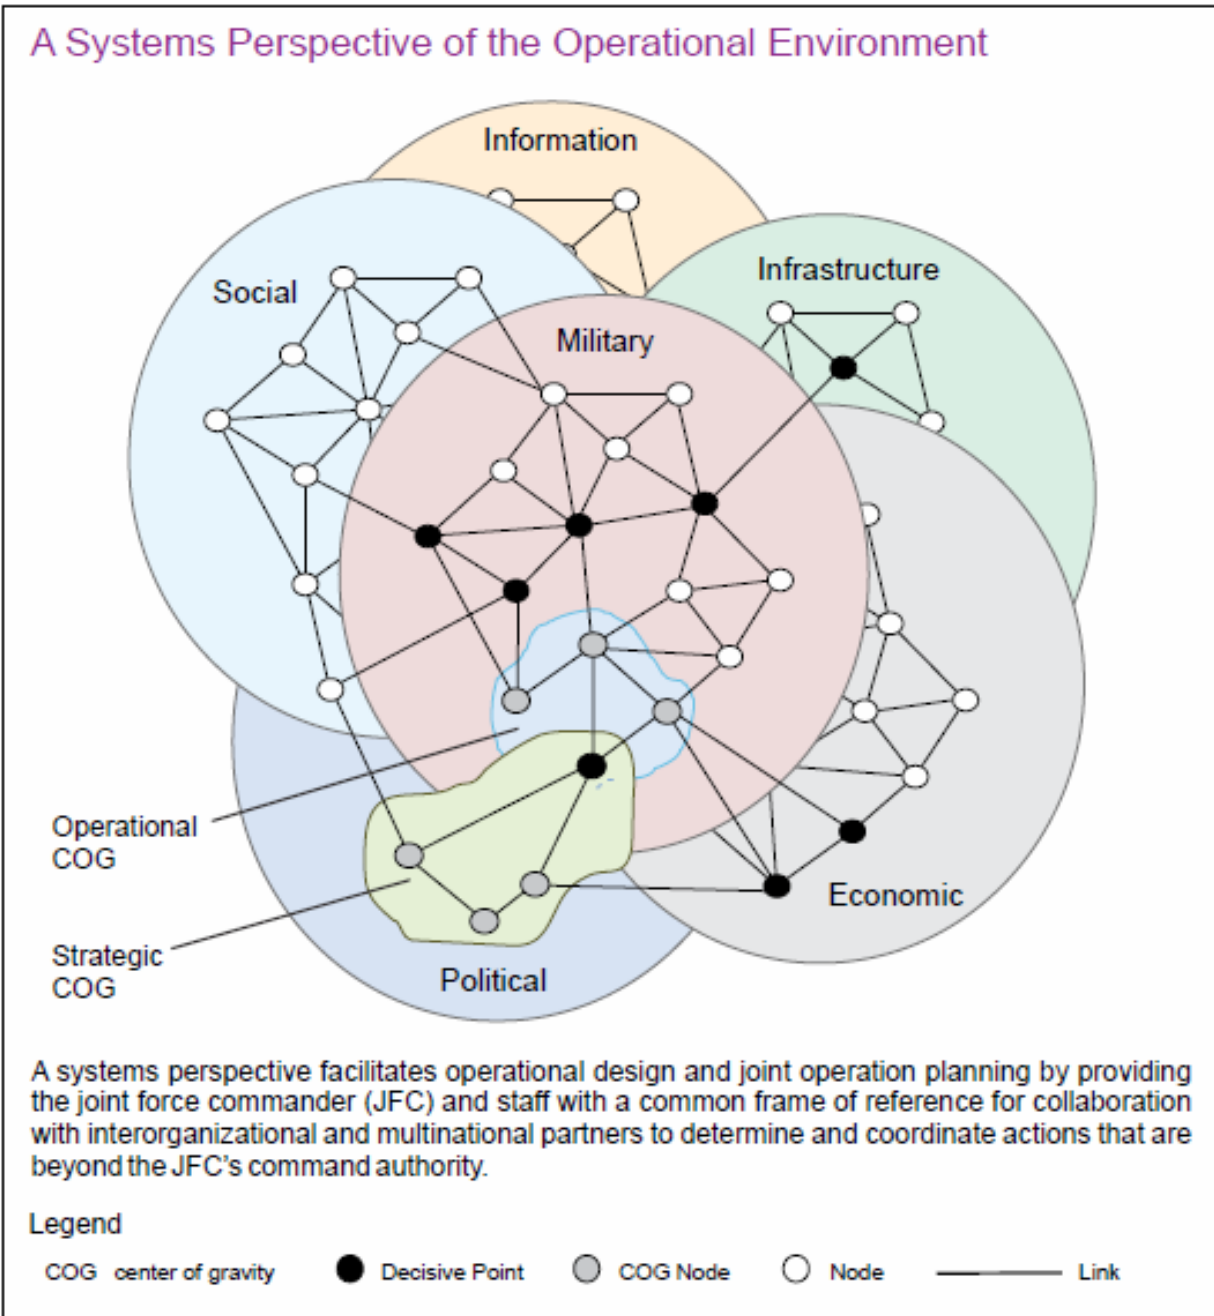 A Systems Perspective of the Operational Environment
Information
Infrastructure
Social
Military
Operational
COG
Economic
Strategic
COG
Political
A systems perspective facilitates operational design and joint operation planning by providing
the joint force commander (JFC) and staff with a common frame of reference for collaboration
with interorganizational and multinational partners to determine and coordinate actions that are
beyond the JFC's command authority.
Legend
COG center of gravity
Decisive Point
COG Node
Node
Link